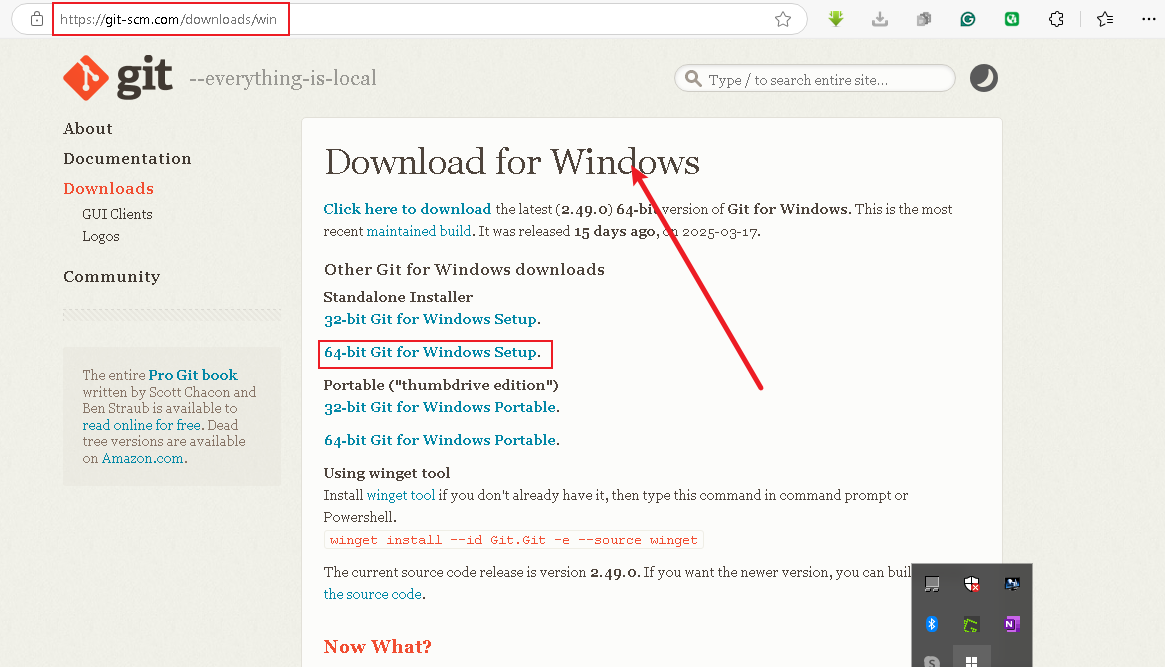 https://git-scm.com/downloads/win
git --everything-is-local
Type / to search entire site...
About
Documentation
Downloads
GUI Clients
Logos
Community
The entire Pro Git book
written by Scott Chacon and
Ben Straub is available to
read online for free. Dead
tree versions are available
on Amazon.com.
Download for Windows
Click here to download the latest (2.49.0) 64-bit version of Git for Windows. This is the most
recent maintained build. It was released 15 days ago, on 2025-03-17.
Other Git for Windows downloads
Standalone Installer
32-bit Git for Windows Setup.
64-bit Git for Windows Setup.
Portable ("thumbdrive edition")
32-bit Git for Windows Portable.
64-bit Git for Windows Portable.
Using winget tool
Install winget tool if you don't already have it, then type this command in command prompt or
Powershell.
winget install --id Git.Git -e --source winget
The current source code release is version 2.49.0. If you want the newer version, you can buil
the source code.
Now What?
N
S